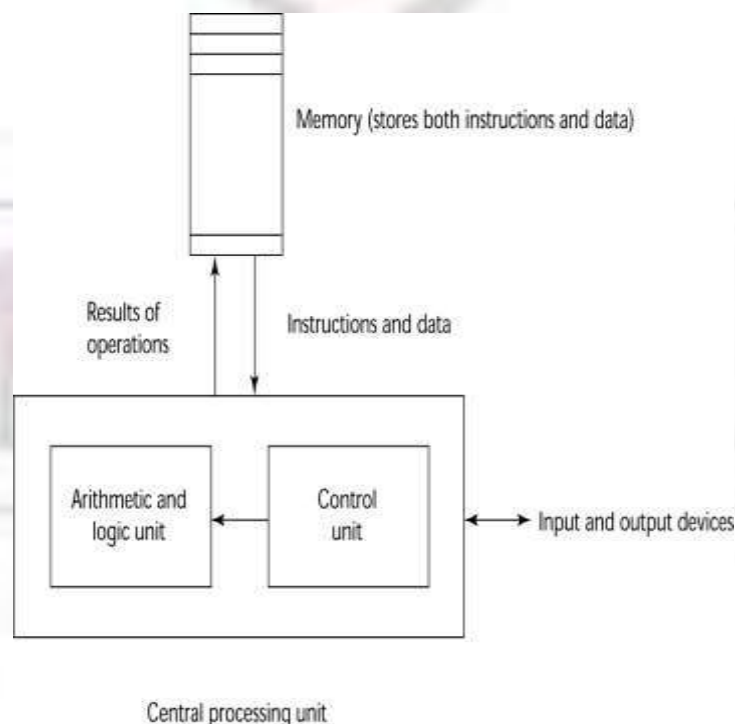 Memory (stores both instructions and data)
Results of
operations
Instructions and data
Arithmetic and
logic unit
Control
unit
Input and output devices
Central processing unit